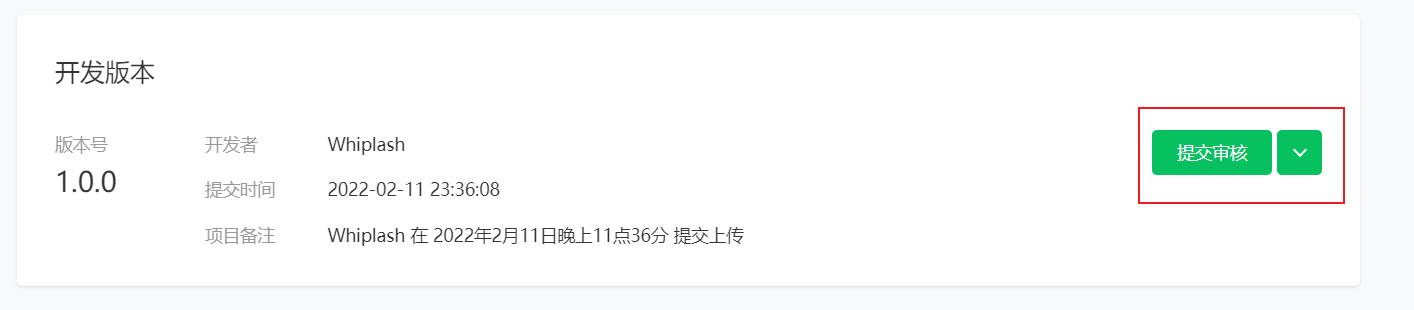 开发版本
版本号
1.0.0
开发者 Whiplash
提交时间 2022-02-11 23:36:08
项目备注 Whiplash 在 2022年2月11日晚上11点36分 提交上传
提交审核